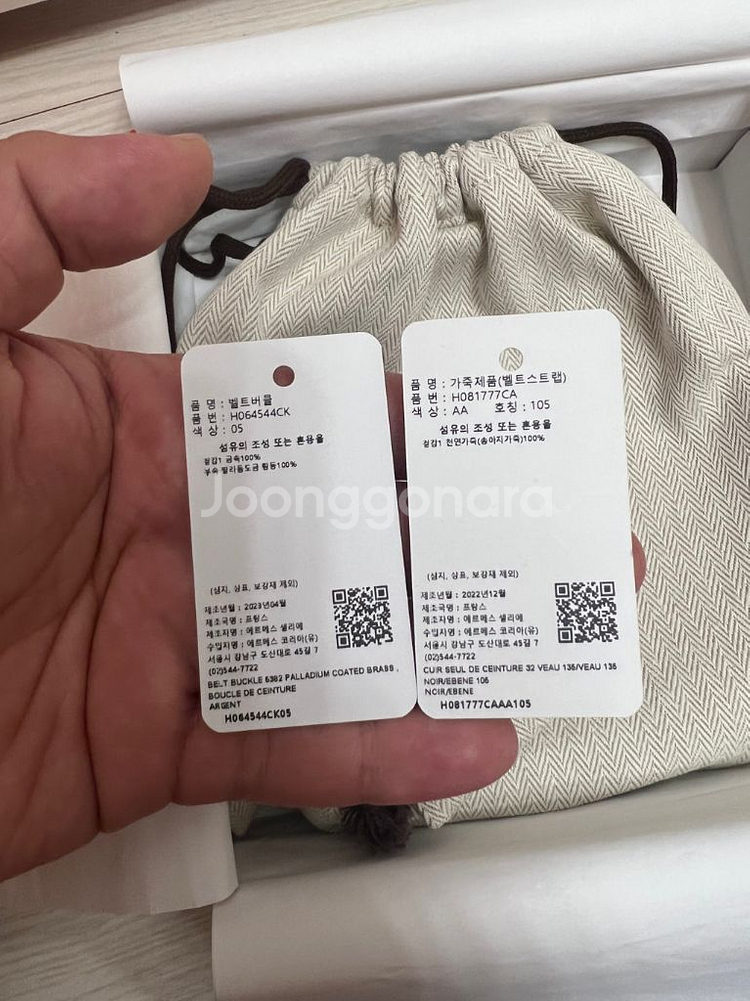 품 명 : 벨트버클
품 번 : H064544CK
색 상 : 05
섬유의 조성 또는 혼용율
겉감1 금속100%
부속 팔라듐도금 황동100%
(심지, 상표, 보강재 제외)
제조년월 : 2023년04월
제조국명 : 프랑스
제조자명 : 에르메스 셀리에
수입자명 : 에르메스 코리아(유)
서울시 강남구 도산대로 45길 7
(02)544-7722
BELT BUCKLE 5382 PALLADIUM COATED BRASS ,
BOUCLE DE CEINTURE
ARGENT
H064544CK05
품 명 : 가죽제품(벨트스트랩)
품 번 : H081777CA
색 상 : AA 호칭 : 105
섬유의 조성 또는 혼용율
겉감1 천연가죽(송아지가죽)100%
(심지, 상표, 보강재 제외)
제조년월 : 2022년12월
제조국명 : 프랑스
제조자명 : 에르메스 셀리에
수입자명 : 에르메스 코리아(유)
서울시 강남구 도산대로 45길 7
(02)544-7722
CUIR SEUL DE CEINTURE 32 VEAU 135/VEAU 135
NOIR/EBENE 105
NOIR/EBENE
H081777CAAA105
Joonggonara